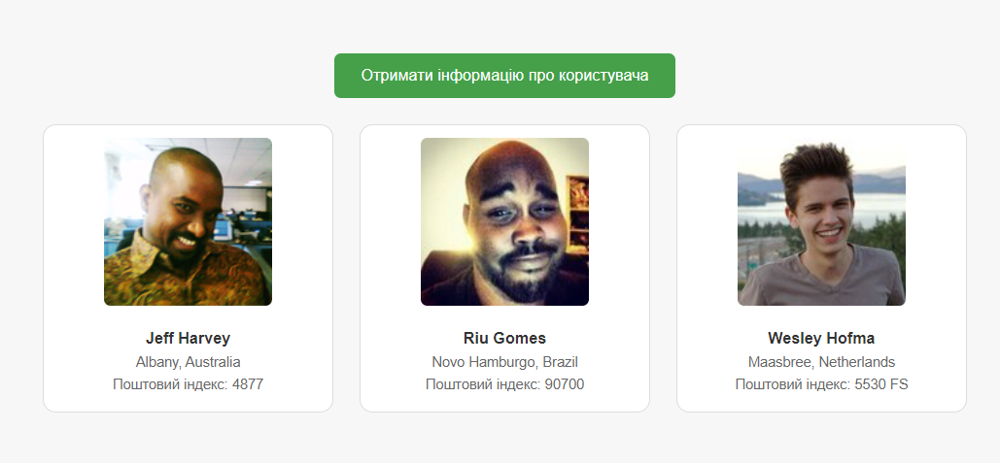 Отримати інформацію про користувача
Jeff Harvey
Albany, Australia
Поштовий індекс: 4877
Riu Gomes
Novo Hamburgo, Brazil
Поштовий індекс: 90700
Wesley Hofma
Maasbree, Netherlands
Поштовий індекс: 5530 FS